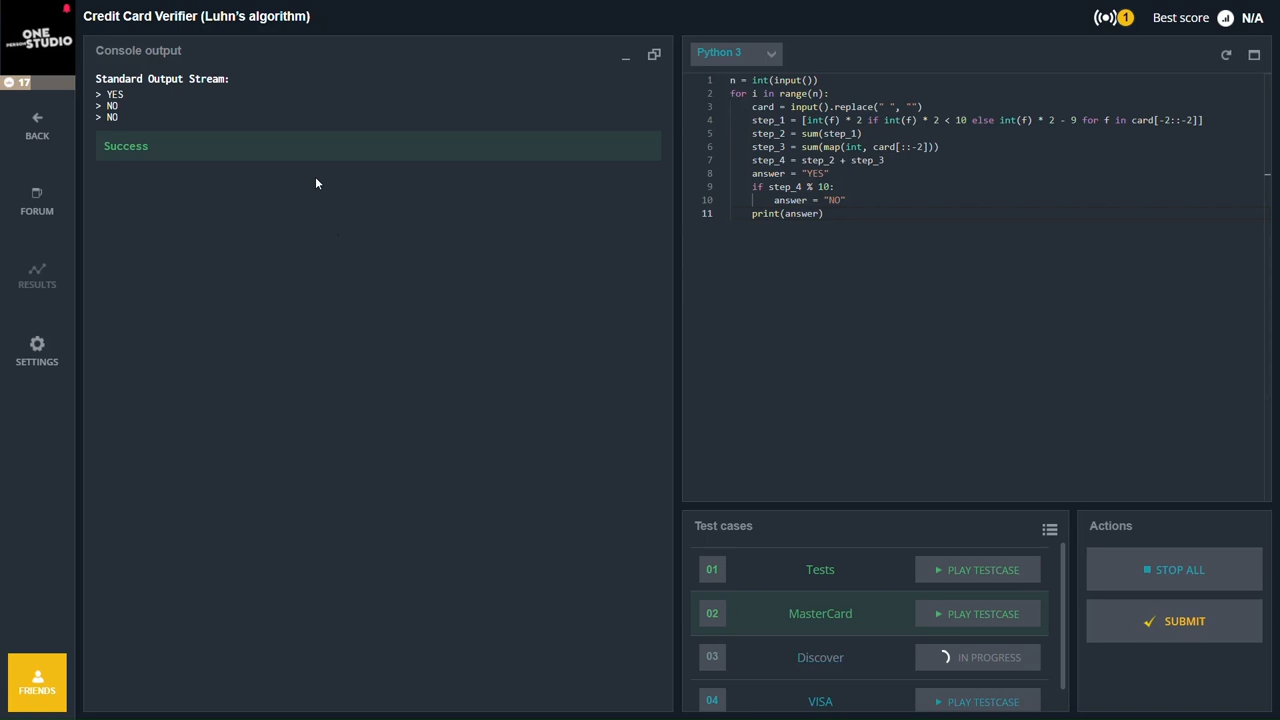 Credit Card Verifier (Luhn's algorithm)
1
Best score
N/A
ONE
PERSON STUDIO
17
BACK
FORUM
RESULTS
SETTINGS
FRIENDS
Console output
Standard Output Stream:
> YES
> NO
> NO
Success
Python 3
1 n = int(input())
2 for i in range(n):
3 card = input().replace(" ", "")
4 step_1 = [int(f) * 2 if int(f) * 2 < 10 else int(f) * 2 - 9 for f in card[-2::-2]]
5 step_2 = sum(step_1)
6 step_3 = sum(map(int, card[::-2]))
7 step_4 = step_2 + step_3
8 answer = "YES"
9 if step_4 % 10:
10 answer = "NO"
11 print(answer)
Test cases
01 Tests PLAY TESTCASE
02 MasterCard PLAY TESTCASE
03 Discover IN PROGRESS
04 VISA PLAY TESTCASE
Actions
STOP ALL
SUBMIT